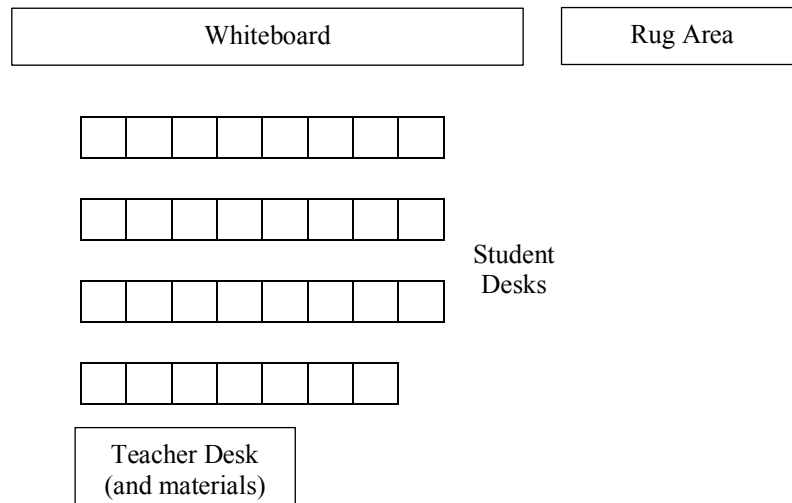 Whiteboard
Rug Area
Student
Desks
Teacher Desk
(and materials)